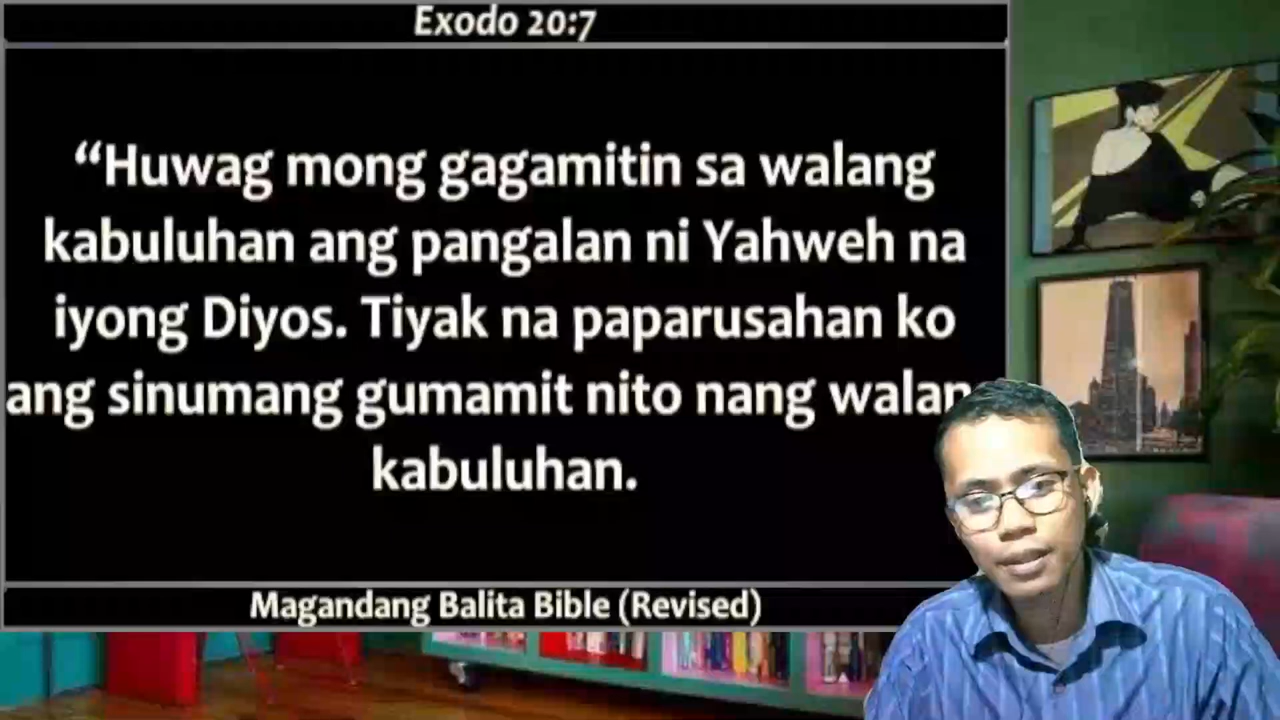 Exodo 20:7
“Huwag mong gagamitin sa walang
kabuluhan ang pangalan ni Yahweh na
iyong Diyos. Tiyak na paparusahan ko
ang sinumang gumamit nito nang walan
kabuluhan.
Magandang Balita Bible (Revised)